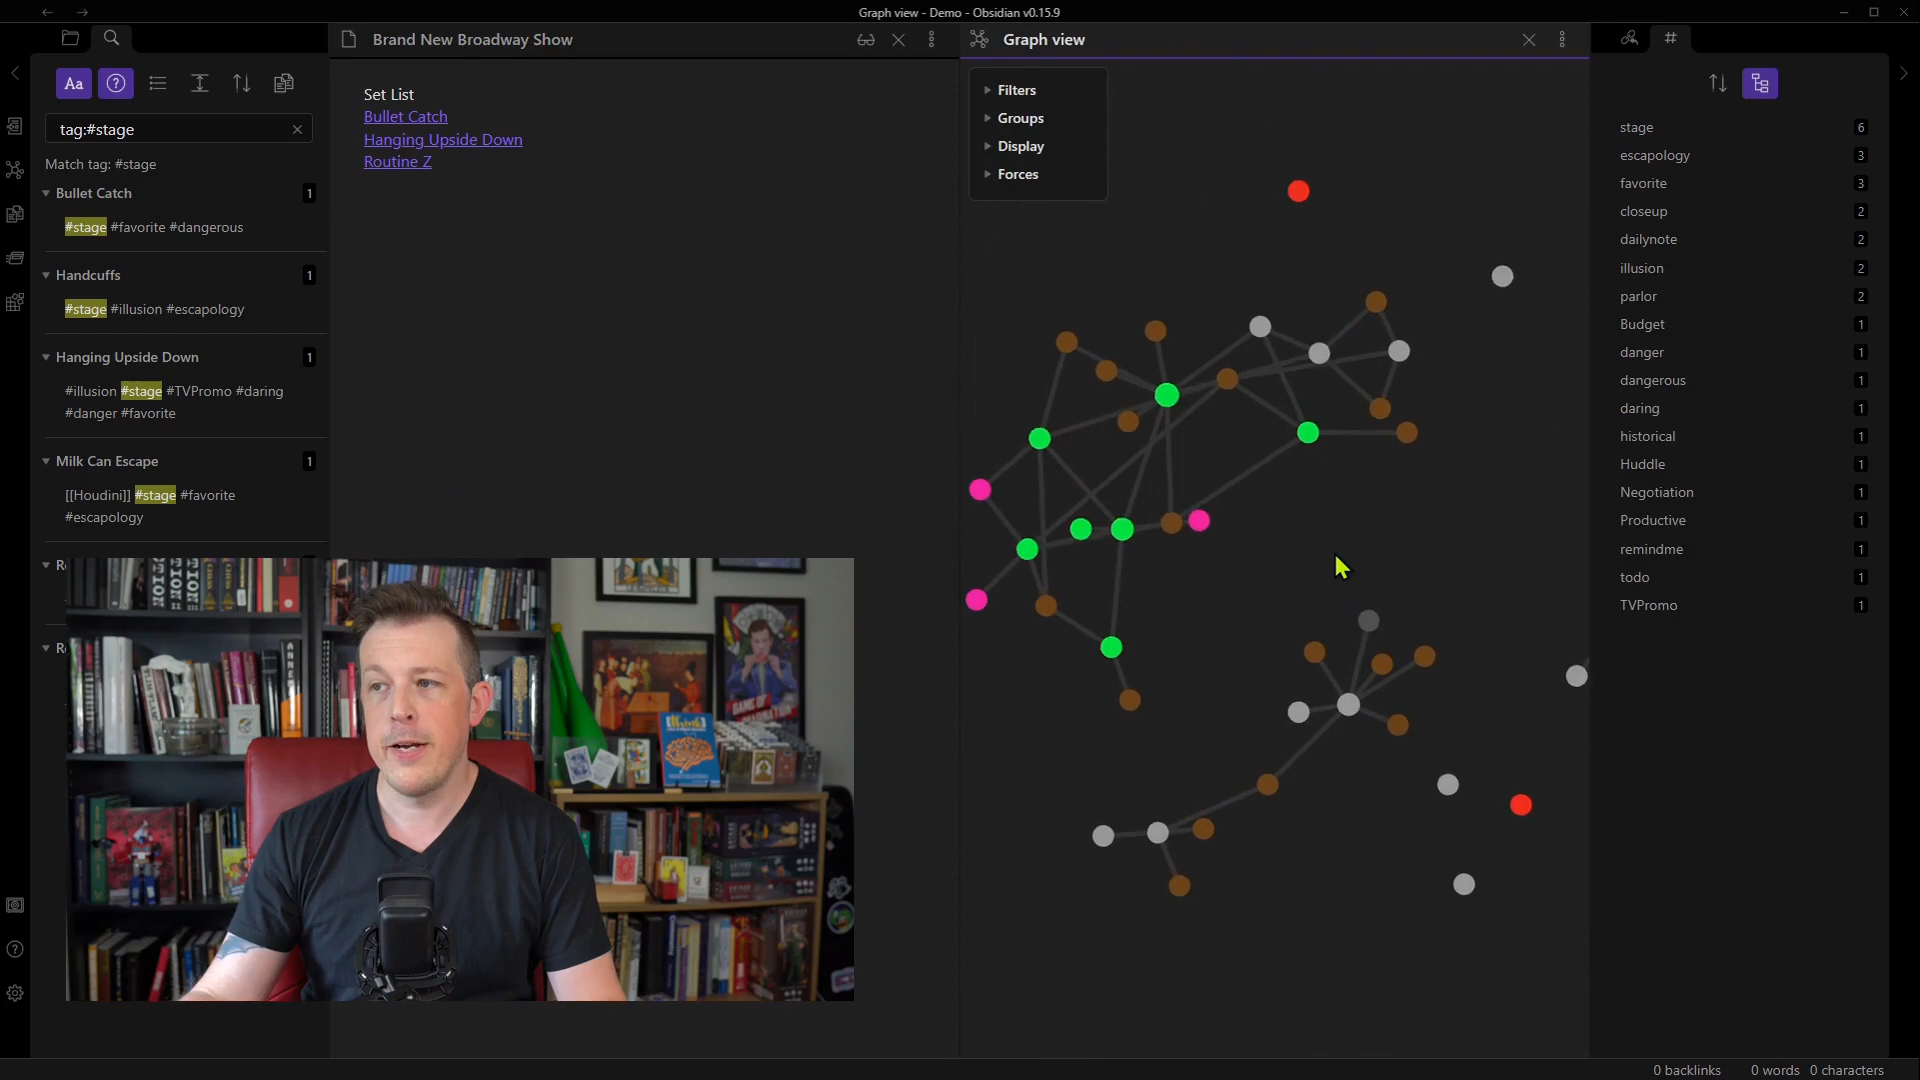 Graph view - Demo - Obsidian v0.15.9
Brand New Broadway Show
Graph view
Aa
tag:#stage
Match tag: #stage
Bullet Catch 1
#stage #favorite #dangerous
Handcuffs 1
#stage #illusion #escapology
Hanging Upside Down 1
#illusion #stage #TVPromo #daring
#danger #favorite
Milk Can Escape 1
[[Houdini]] #stage #favorite
#escapology
Set List
Bullet Catch
Hanging Upside Down
Routine Z
Filters
Groups
Display
Forces
stage 6
escapology 3
favorite 3
closeup 2
dailynote 2
illusion 2
parlor 2
Budget 1
danger 1
dangerous 1
daring 1
historical 1
Huddle 1
Negotiation 1
Productive 1
remindme 1
todo 1
TVPromo 1
0 backlinks 0 words 0 characters